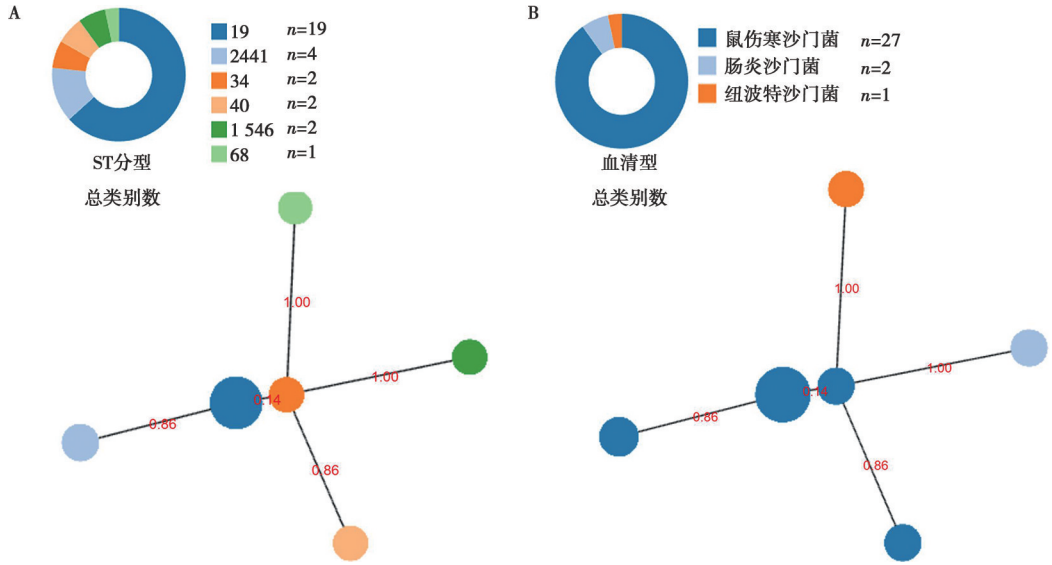 A
19 n=19
2441 n=4
34 n=2
40 n=2
1 546 n=2
68 n=1
ST分型
总类别数
1.00
1.00
0.14
0.86
0.86
B
鼠伤寒沙门菌 n=27
肠炎沙门菌 n=2
纽波特沙门菌 n=1
血清型
总类别数
1.00
1.00
0.14
0.86
0.86